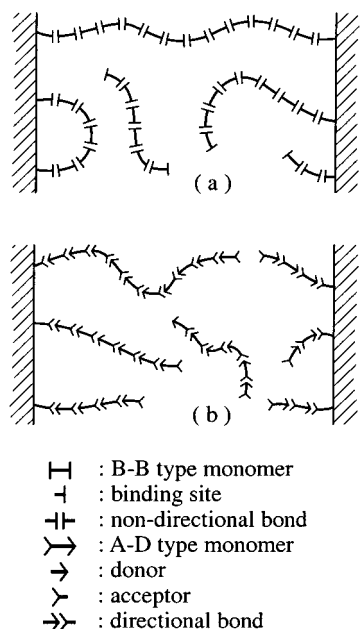 ( a )
( b )
: B-B type monomer
: binding site
: non-directional bond
: A-D type monomer
: donor
: acceptor
: directional bond